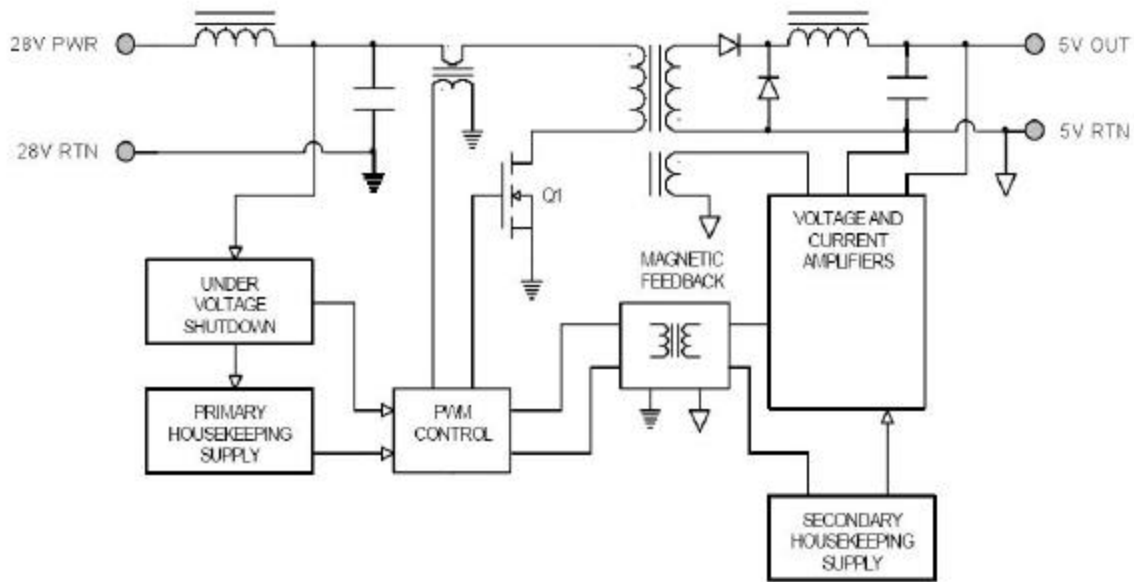 28V PWR
5V OUT
28V RTN
5V RTN
Q1
UNDER
VOLTAGE
SHUTDOWN
MAGNETIC
FEEDBACK
VOLTAGE AND
CURRENT
AMPLIFIERS
PRIMARY
HOUSEKEEPING
SUPPLY
PWM
CONTROL
SECONDARY
HOUSEKEEPING
SUPPLY